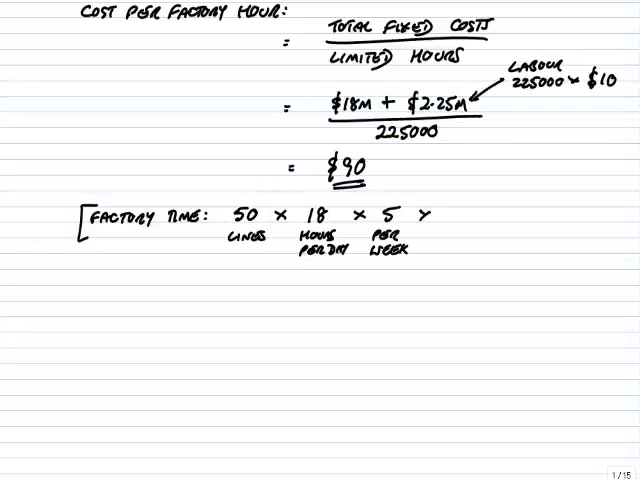 COST PER FACTORY HOUR:
= TOTAL FIXED COSTS
LIMITED HOURS
LABOUR
225000 × $10
= $18M + $2.25M
225000
= $90
[FACTORY TIME: 50 × 18 × 5 ×
LINES HOURS PER
PER DAY WEEK
1/15